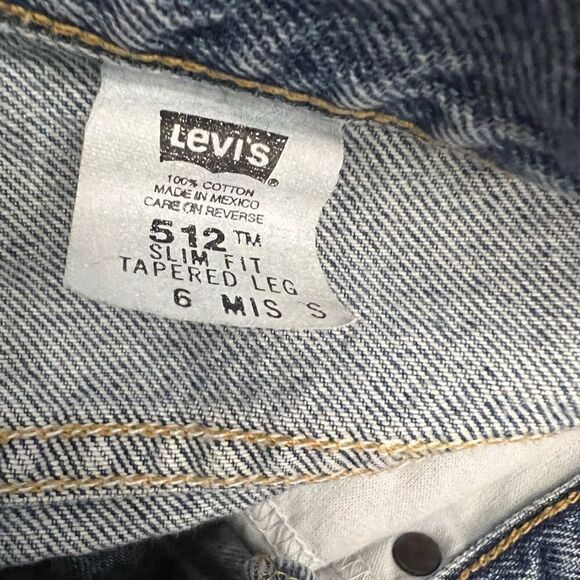 Levi's ®
100% COTTON
MADE IN MEXICO
CARE ON REVERSE
512 ™
SLIM FIT
TAPERED LEG
6 MIS S